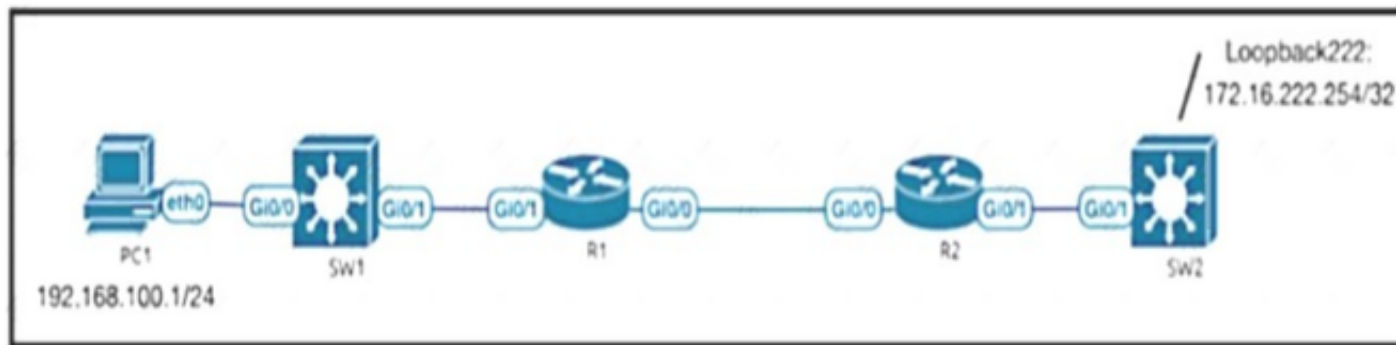 Loopback222:
172.16.222.254/32
eth0
Gi0/0
Gi0/1
Gi0/1
Gi0/0
Gi0/0
Gi0/1
Gi0/1
PC1
SW1
R1
R2
SW2
192.168.100.1/24